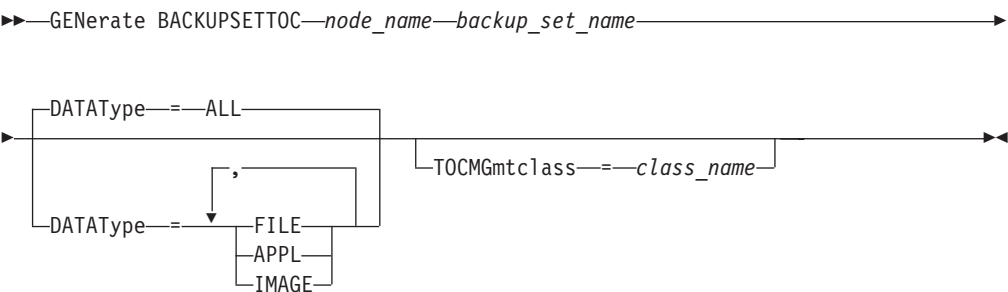 GENerate BACKUPSETTOC node_name backup_set_name
DATAType = ALL
TOCMGmtclass = class_name
,
DATAType = FILE
APPL
IMAGE